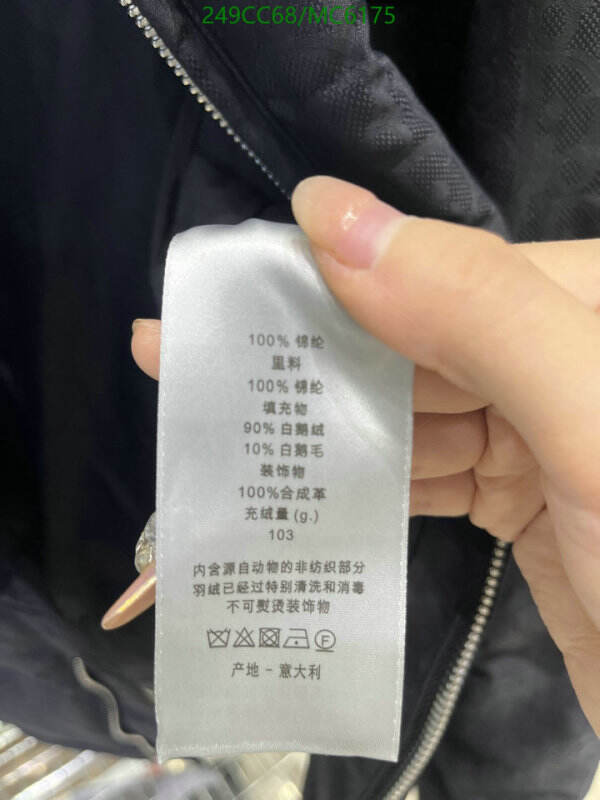 249CC68/MC6175
100% 锦纶
里料
100% 锦纶
填充物
90% 白鹅绒
10% 白鹅毛
装饰物
100%合成革
充绒量 (g.)
103
内含源自动物的非纺织部分
羽绒已经过特别清洗和消毒
不可熨烫装饰物
F
产地 - 意大利